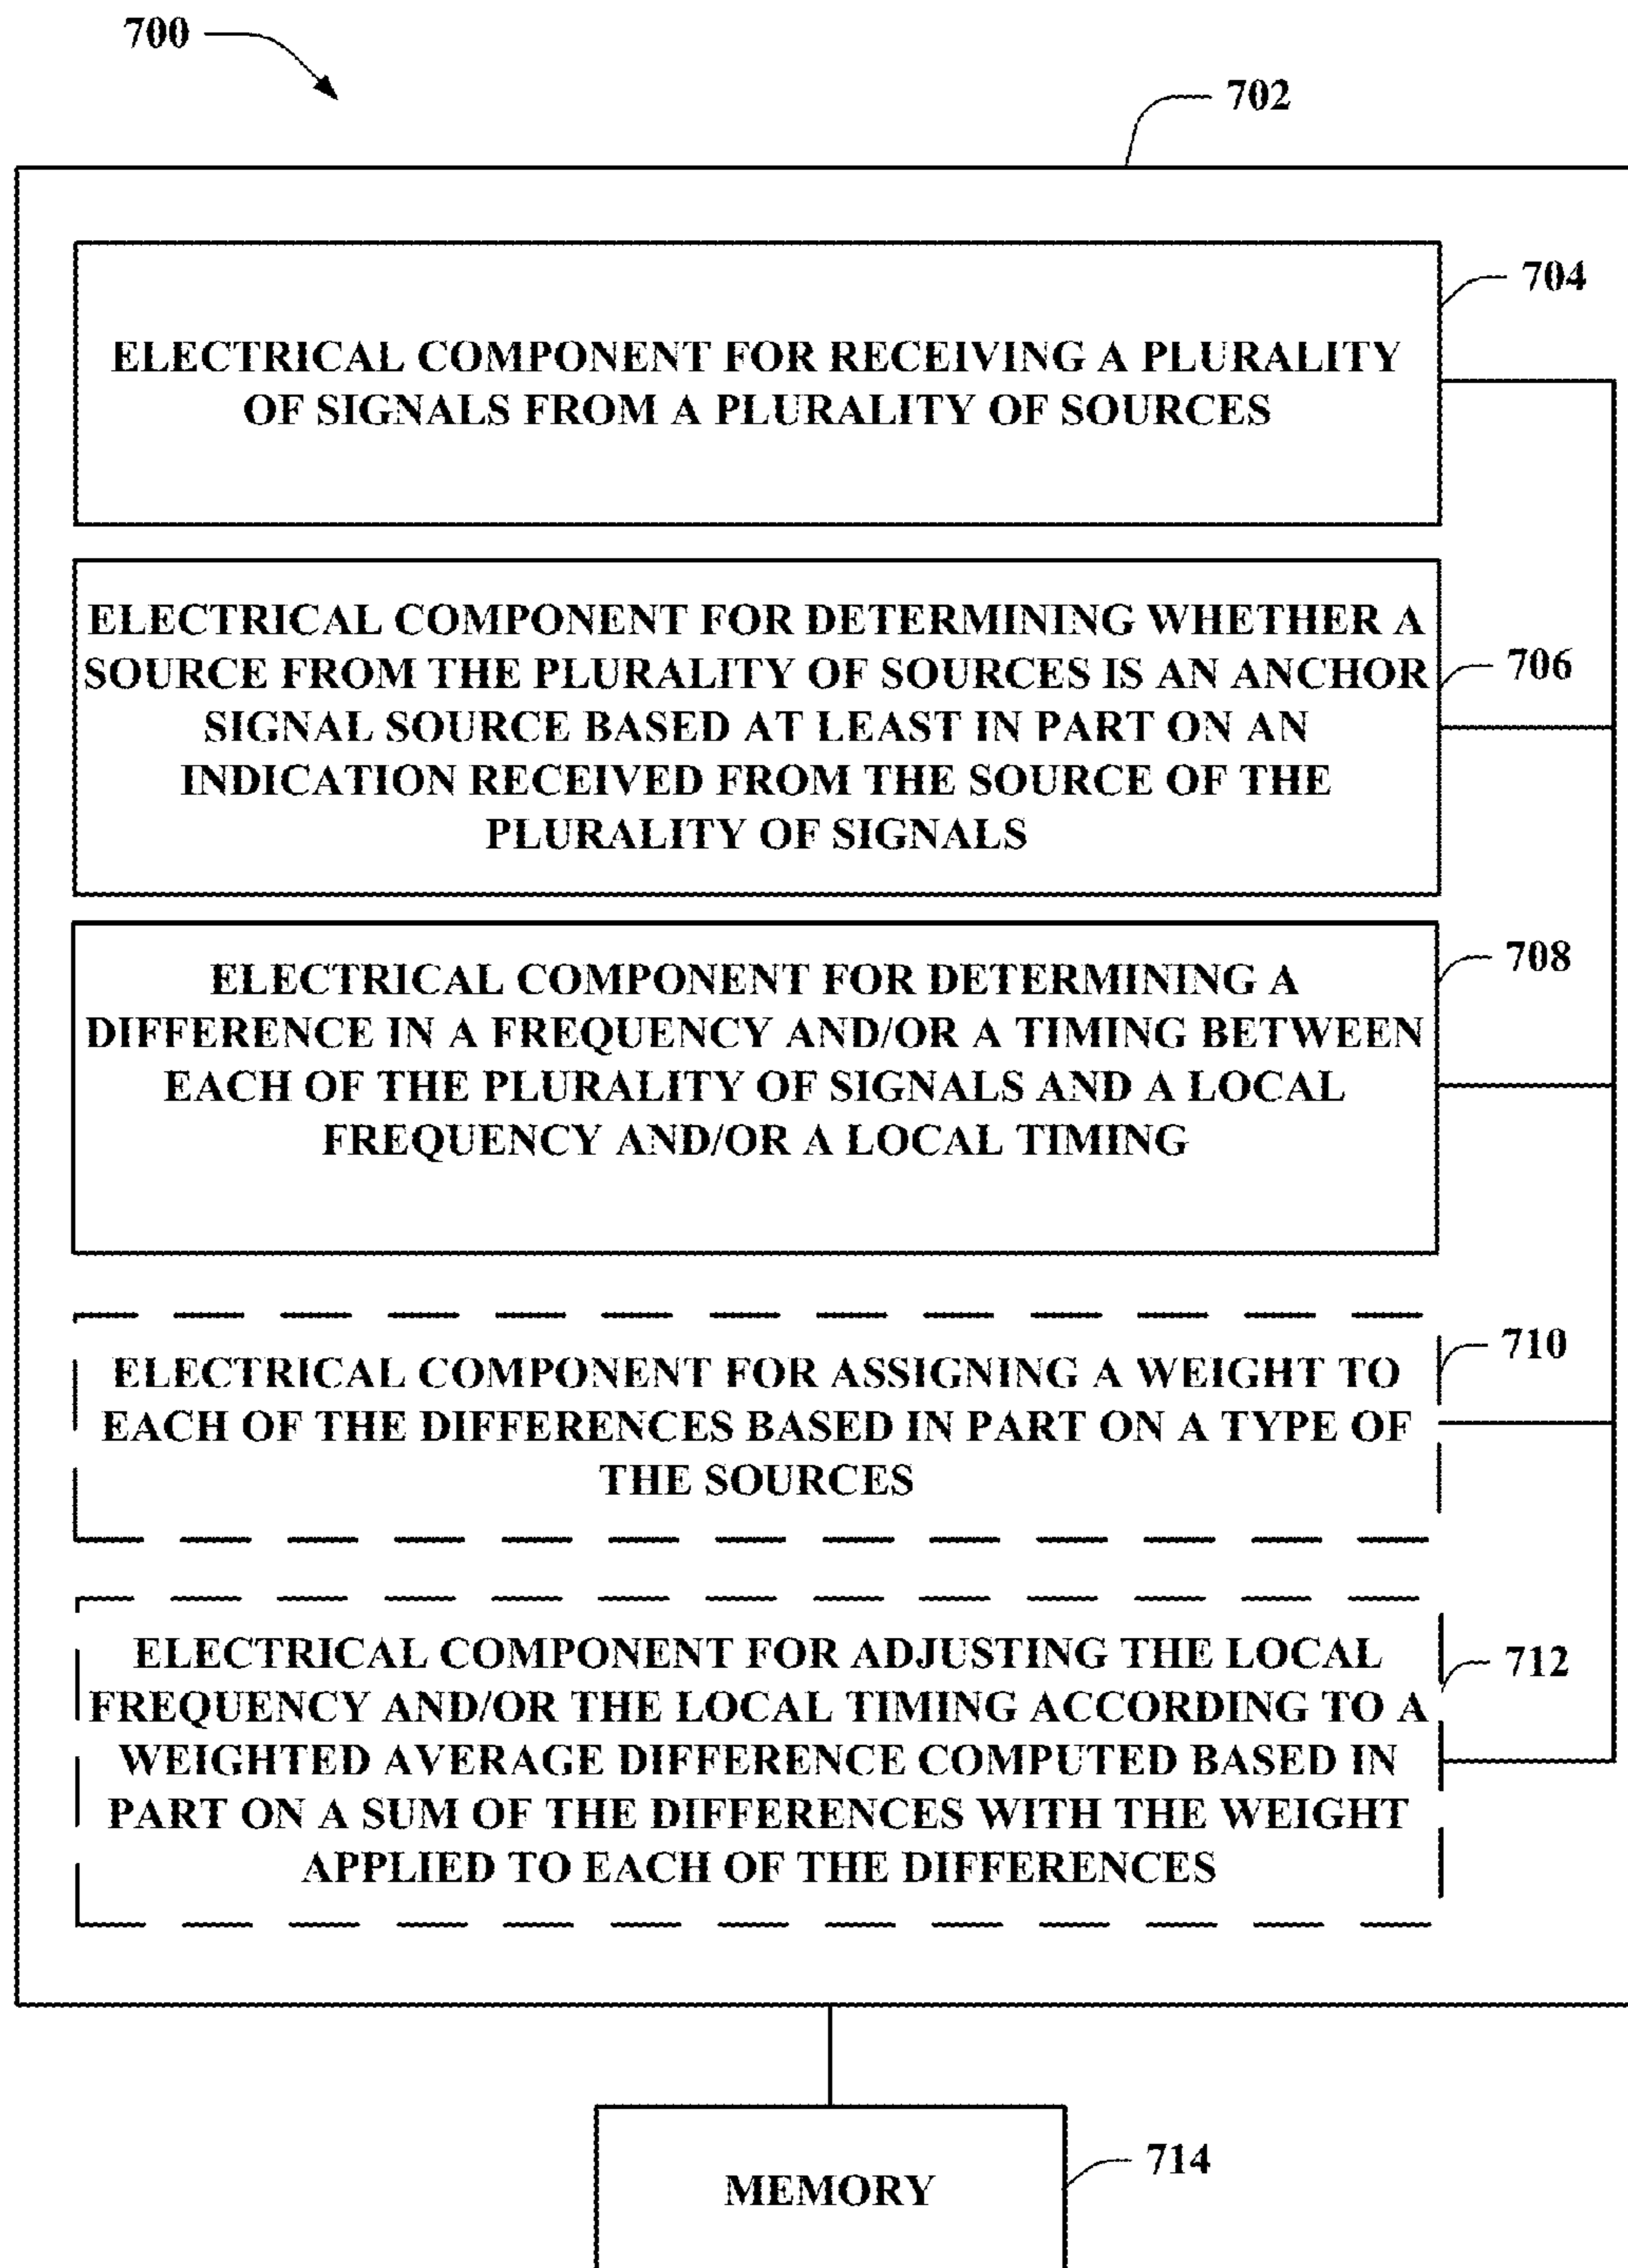 700
702
704
ELECTRICAL COMPONENT FOR RECEIVING A PLURALITY
OF SIGNALS FROM A PLURALITY OF SOURCES
ELECTRICAL COMPONENT FOR DETERMINING WHETHER A
SOURCE FROM THE PLURALITY OF SOURCES IS AN ANCHOR
706
SIGNAL SOURCE BASED AT LEAST IN PART ON AN
INDICATION RECEIVED FROM THE SOURCE OF THE
PLURALITY OF SIGNALS
708
ELECTRICAL COMPONENT FOR DETERMINING A
DIFFERENCE IN A FREQUENCY AND/OR A TIMING BETWEEN
EACH OF THE PLURALITY OF SIGNALS AND A LOCAL
FREQUENCY AND/OR A LOCAL TIMING
710
ELECTRICAL COMPONENT FOR ASSIGNING A WEIGHT TO
EACH OF THE DIFFERENCES BASED IN PART ON A TYPE OF
THE SOURCES
ELECTRICAL COMPONENT FOR ADJUSTING THE LOCAL
712
FREQUENCY AND/OR THE LOCAL TIMING ACCORDING TO A
WEIGHTED AVERAGE DIFFERENCE COMPUTED BASED IN
PART ON A SUM OF THE DIFFERENCES WITH THE WEIGHT
APPLIED TO EACH OF THE DIFFERENCES
714
MEMORY